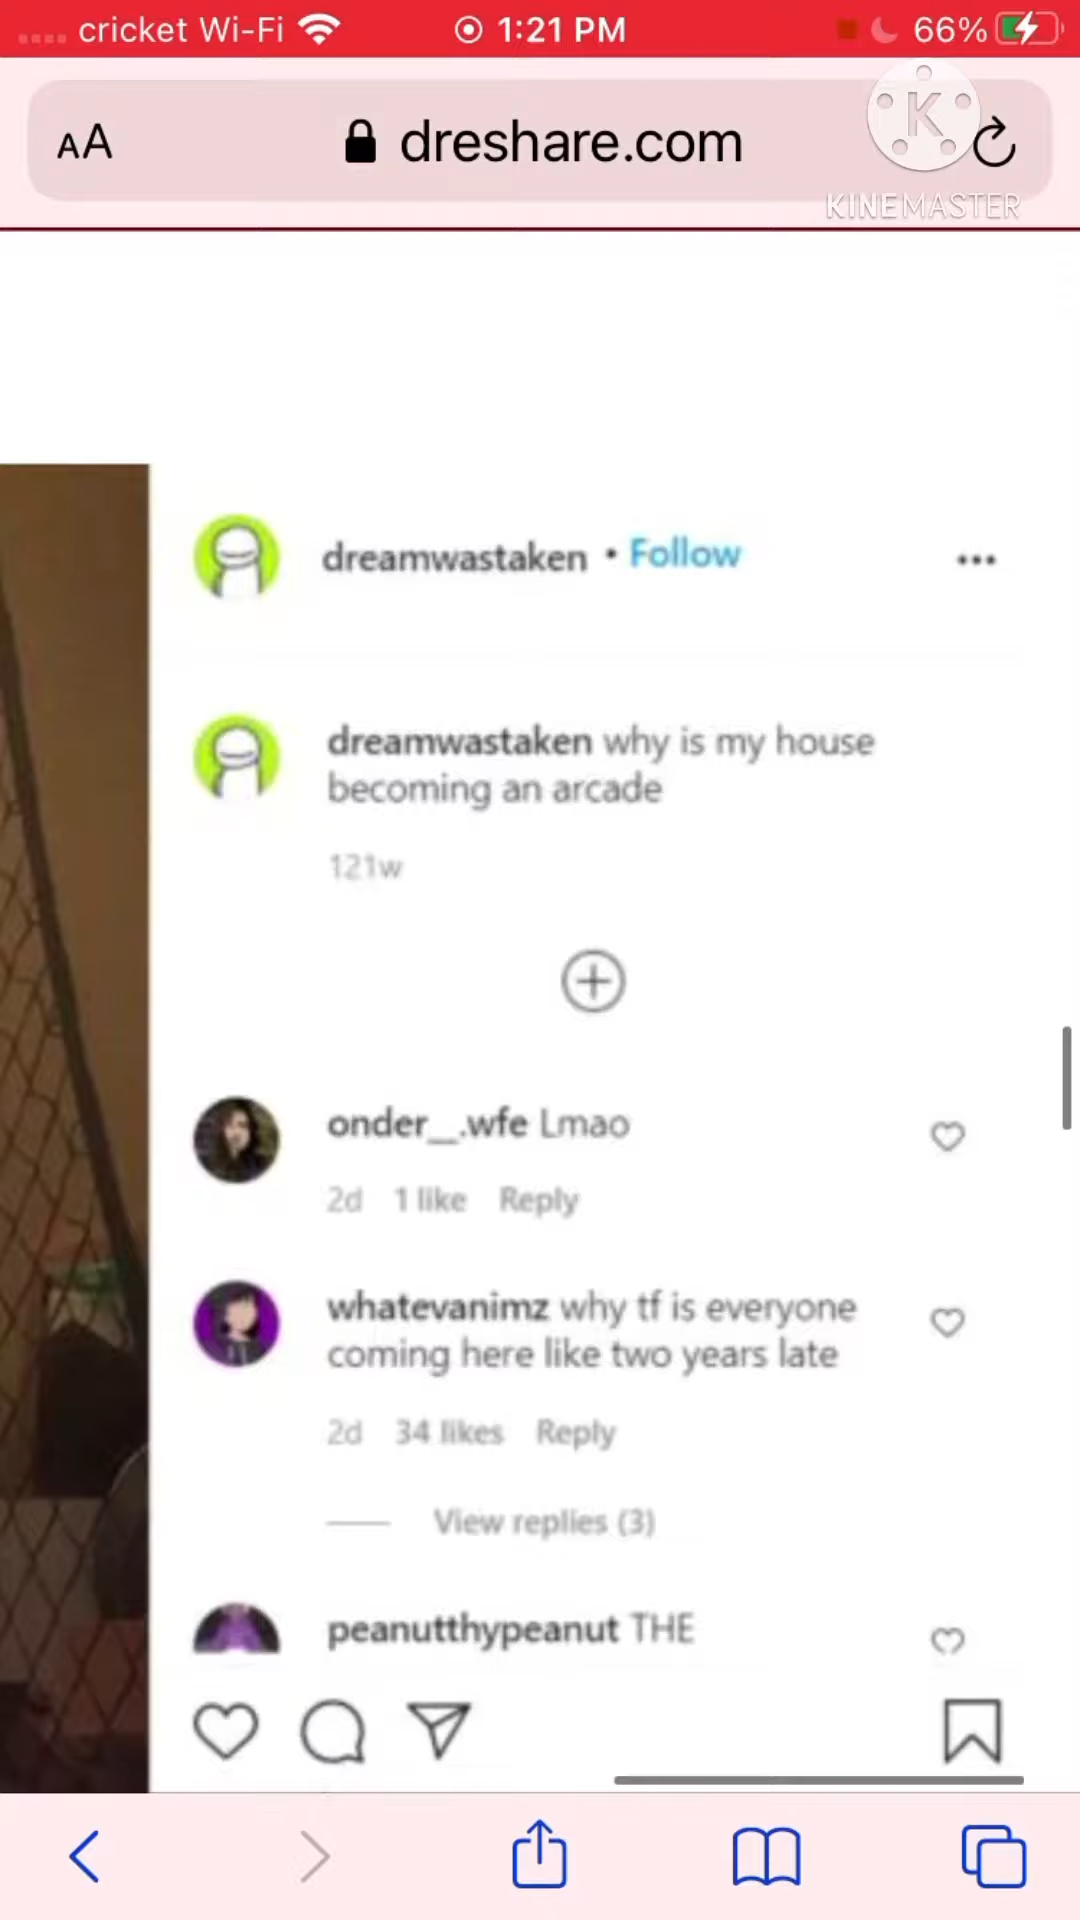 cricket Wi-Fi 1:21 PM 66%
AA dreshare.com
K
KINEMASTER
dreamwastaken • Follow
dreamwastaken why is my house
becoming an arcade
121w
onder__.wfe Lmao
2d 1 like Reply
whatevanimz why tf is everyone
coming here like two years late
2d 34 likes Reply
View replies (3)
peanutthypeanut THE